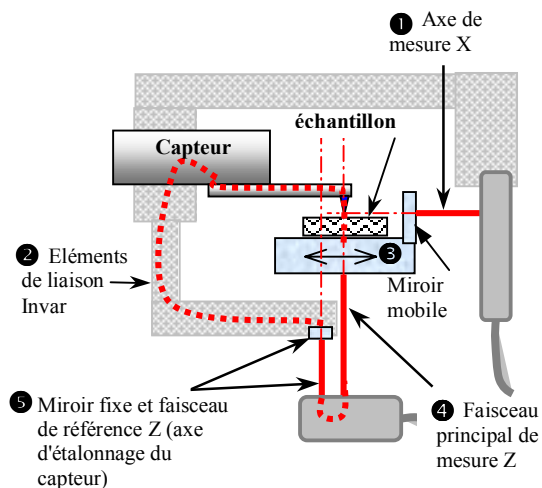 ❶ Axe de
mesure X
échantillon
Capteur
❷ Eléments
de liaison
Invar
❸
Miroir
mobile
❺ Miroir fixe et faisceau
de référence Z (axe
d'étalonnage du
capteur)
❹ Faisceau
principal de
mesure Z